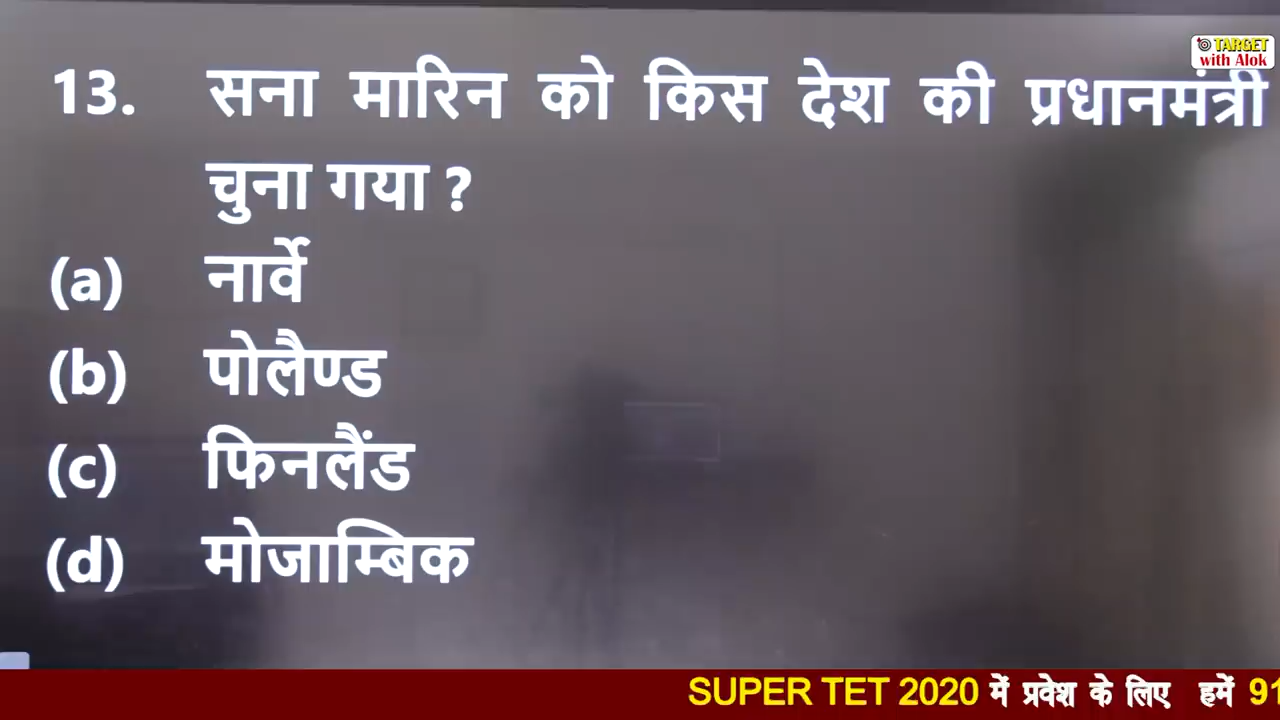 TARGET
with Alok
13. सना मारिन को किस देश की प्रधानमंत्री
चुना गया ?
(a) नार्वे
(b) पोलैण्ड
(c) फिनलैंड
(d) मोजाम्बिक
SUPER TET 2020 में प्रवेश के लिए हमें 91